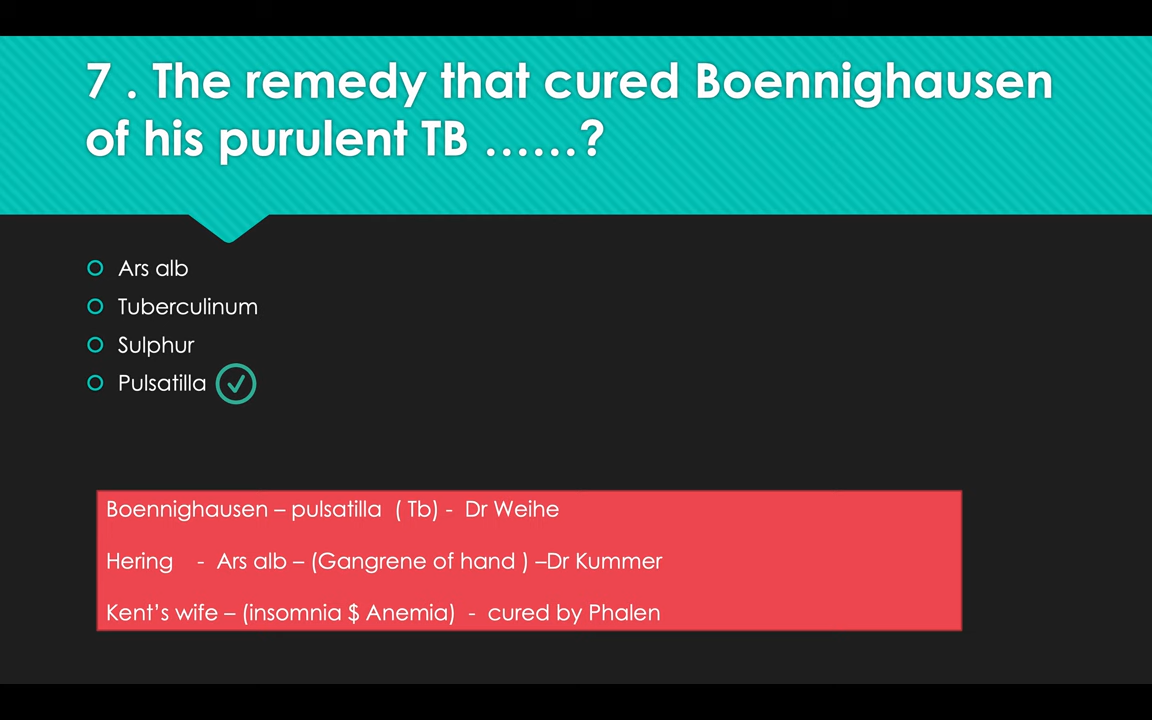 7 . The remedy that cured Boennighausen
of his purulent TB ......?
Ars alb
Tuberculinum
Sulphur
Pulsatilla
Boennighausen – pulsatilla ( Tb) - Dr Weihe
Hering - Ars alb – (Gangrene of hand ) –Dr Kummer
Kent's wife – (insomnia $ Anemia) - cured by Phalen